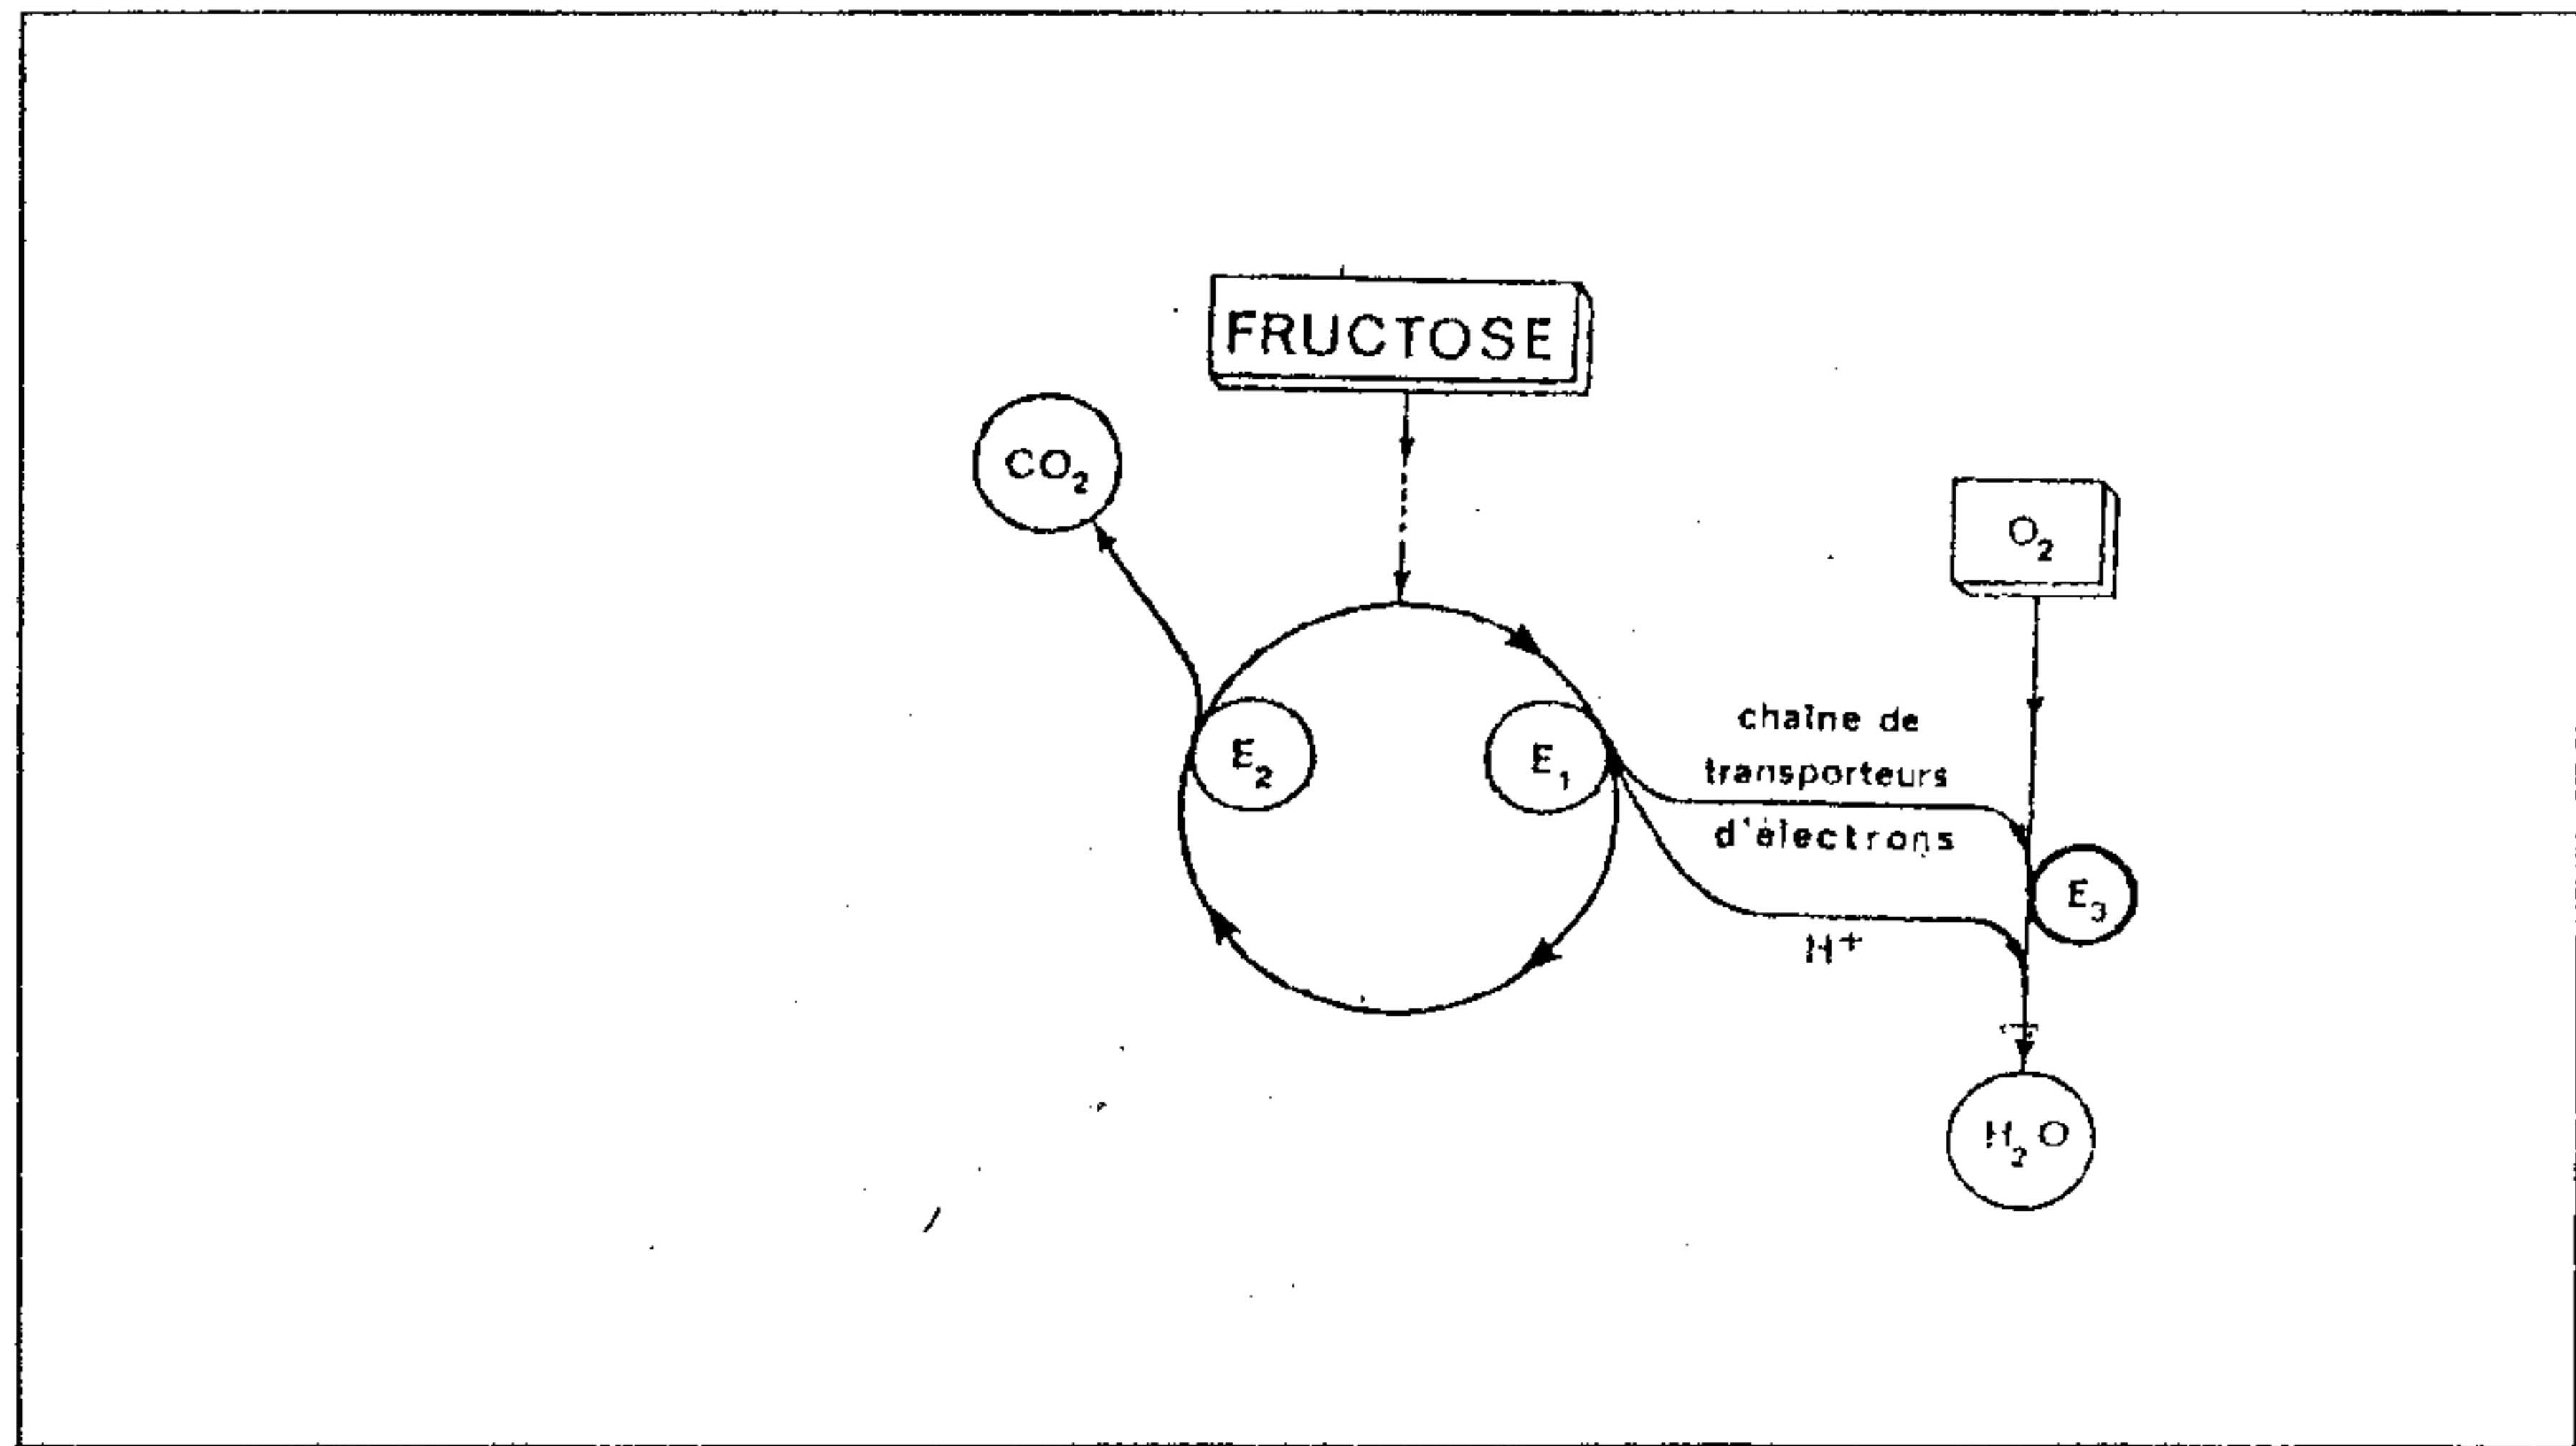 FRUCTOSE
CO₂
O₂
E₂
E₁
chaîne de
transporteurs
d'électrons
E₃
H⁺
H₂O